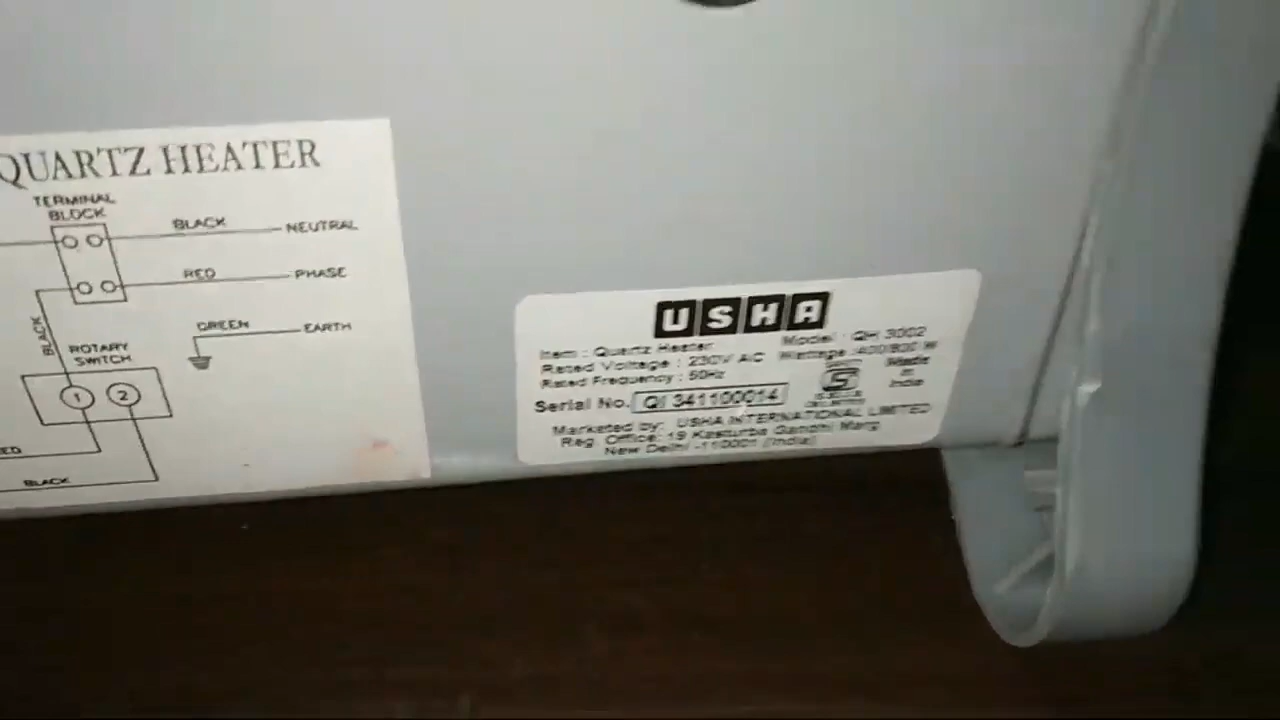 QUARTZ HEATER
TERMINAL
BLOCK
BLACK NEUTRAL
RED PHASE
GREEN EARTH
BLACK
ROTARY
SWITCH
1 2
ED
BLACK
USHA
Item : Quartz Heater Model : QH 3002
Rated Voltage : 230V AC Wattage : 400/800 W
Rated Frequency : 50Hz
Made
in
India
Serial No. QI 341100014
Marketed by: USHA INTERNATIONAL LIMITED
Reg. Office: 19 Kasturba Gandhi Marg
New Delhi -110001 (India)